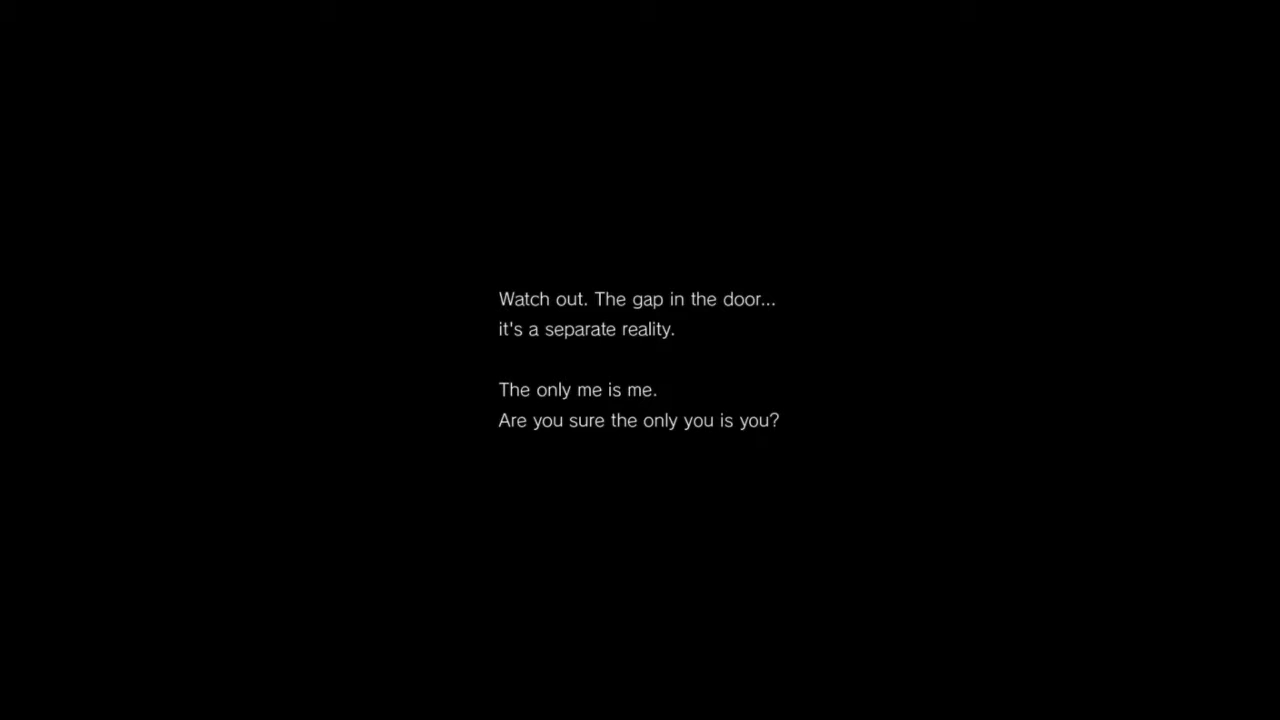 Watch out. The gap in the door...
it's a separate reality.
The only me is me.
Are you sure the only you is you?